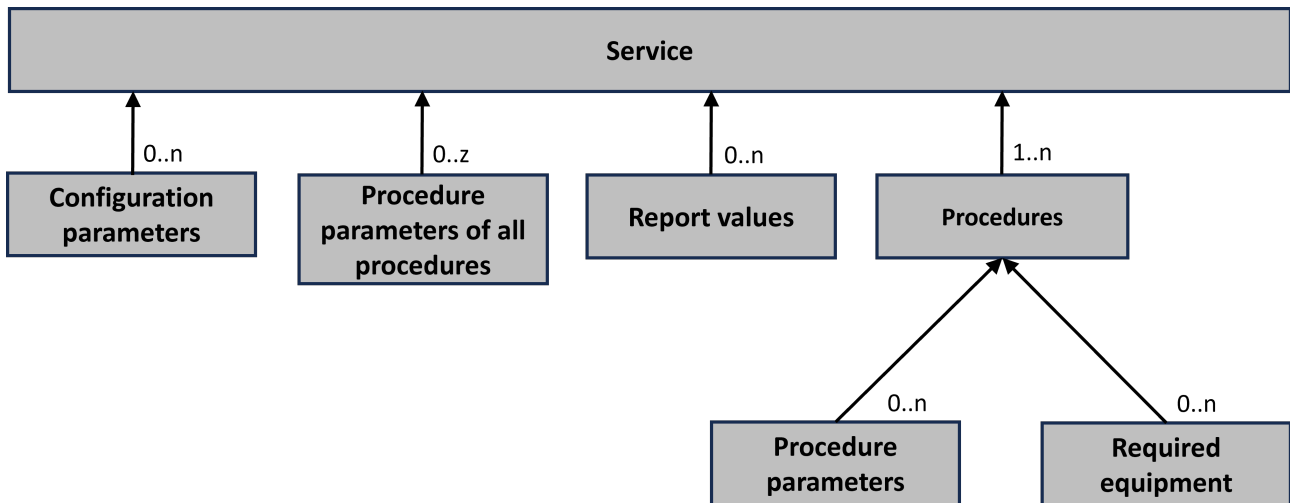 Service
0..n
0..z
0..n
1..n
Configuration
parameters
Procedure
parameters of all
procedures
Report values
Procedures
0..n
0..n
Procedure
parameters
Required
equipment